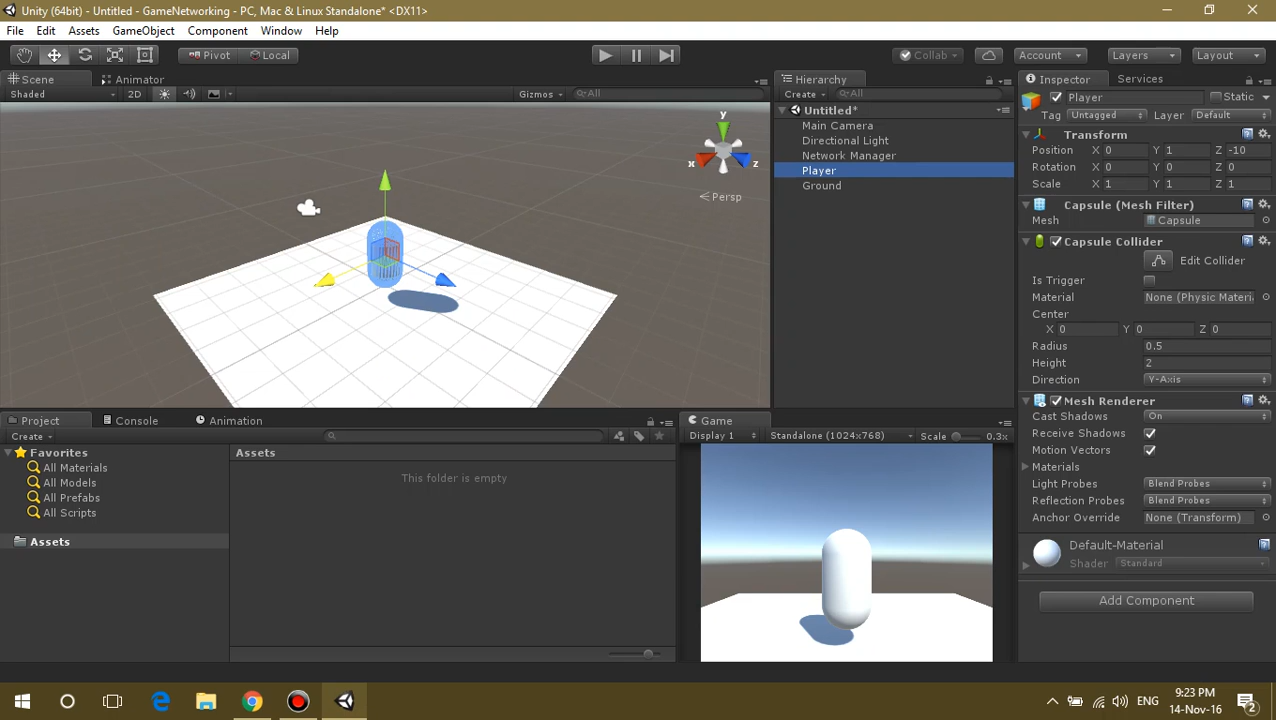 Unity (64bit) - Untitled - GameNetworking - PC, Mac & Linux Standalone* <DX11>
File Edit Assets GameObject Component Window Help
Pivot Local Collab Account Layers Layout
Scene Animator
Shaded 2D Gizmos All
y
x
z
Persp
Hierarchy
Create All
Untitled*
Main Camera
Directional Light
Network Manager
Player
Ground
Inspector Services
Player Static
Tag Untagged Layer Default
Transform
Position X 0 Y 1 Z -10
Rotation X 0 Y 0 Z 0
Scale X 1 Y 1 Z 1
Capsule (Mesh Filter)
Mesh Capsule
Capsule Collider
Edit Collider
Is Trigger
Material None (Physic Materi
Center
X 0 Y 0 Z 0
Radius 0.5
Height 2
Direction Y-Axis
Mesh Renderer
Cast Shadows On
Receive Shadows
Motion Vectors
Materials
Light Probes Blend Probes
Reflection Probes Blend Probes
Anchor Override None (Transform)
Default-Material
Shader Standard
Add Component
Project Console Animation
Create
Favorites
All Materials
All Models
All Prefabs
All Scripts
Assets
Assets
This folder is empty
Game
Display 1 Standalone (1024x768) Scale 0.3x
ENG
9:23 PM
14-Nov-16
2